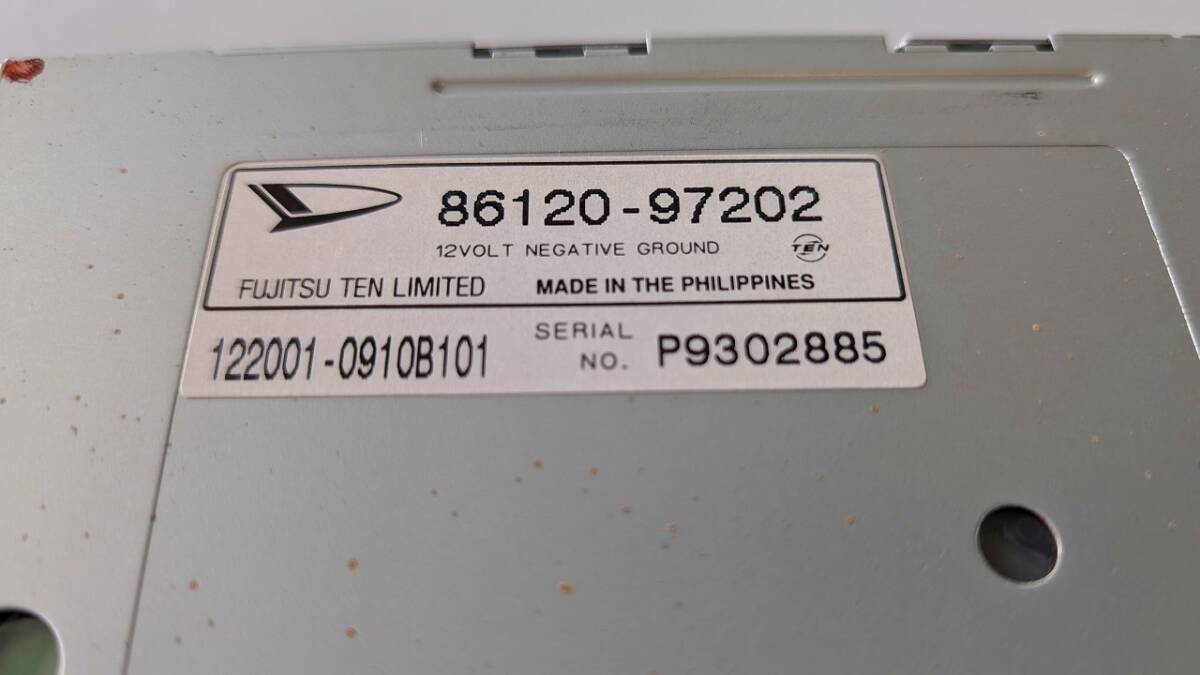 86120-97202
12VOLT NEGATIVE GROUND
TEN
FUJITSU TEN LIMITED MADE IN THE PHILIPPINES
122001-0910B101 SERIAL NO. P9302885